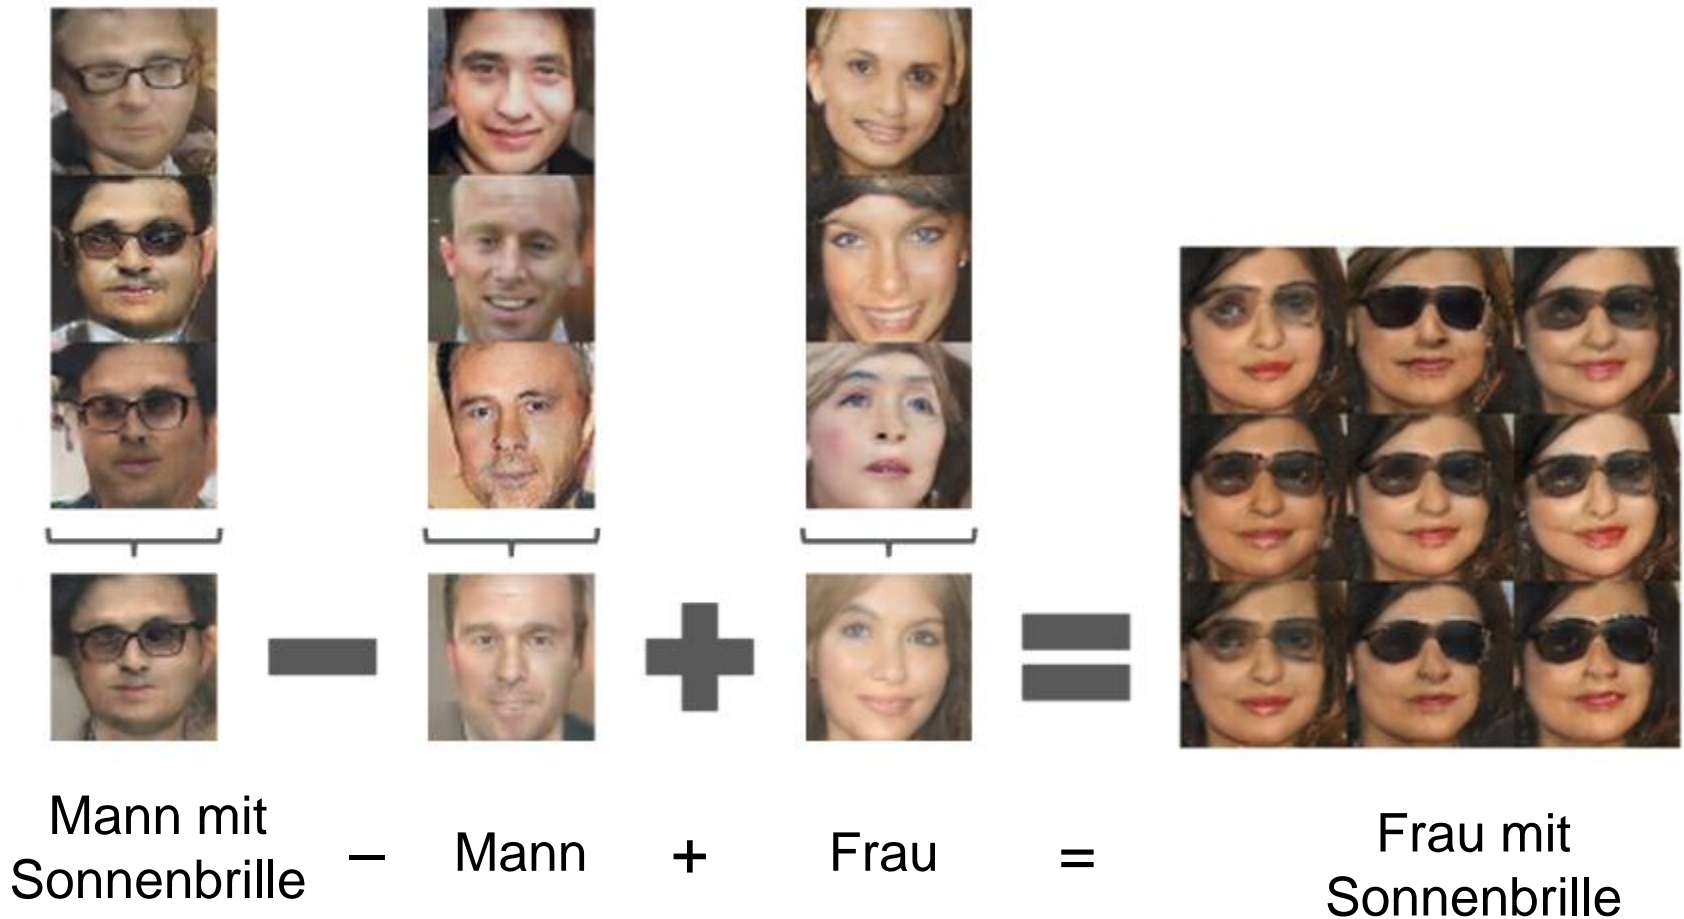 Mann mit
Sonnenbrille
– Mann + Frau =
Frau mit
Sonnenbrille